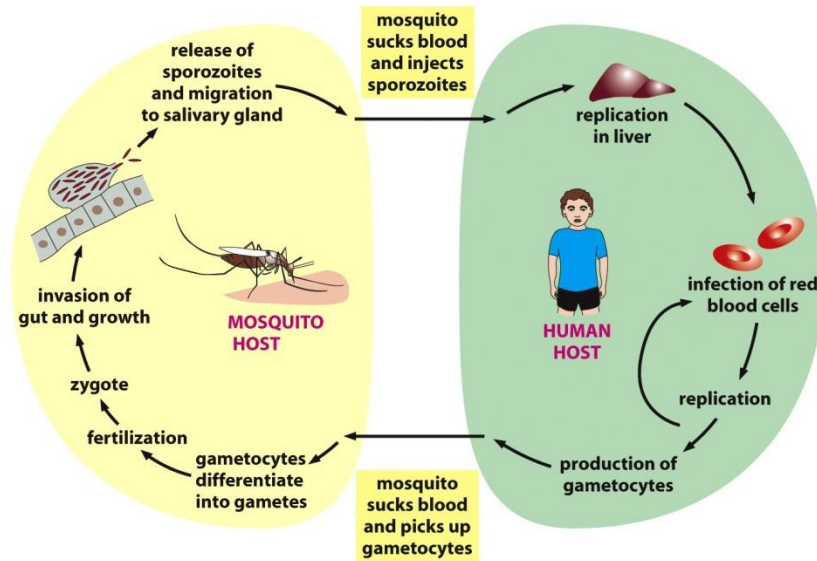 mosquito
sucks blood
and injects
sporozoites
release of
sporozoites
and migration
to salivary gland
replication
in liver
infection of red
blood cells
invasion of
gut and growth
MOSQUITO
HOST
HUMAN
HOST
zygote
replication
fertilization
gametocytes
differentiate
into gametes
production of
gametocytes
mosquito
sucks blood
and picks up
gametocytes